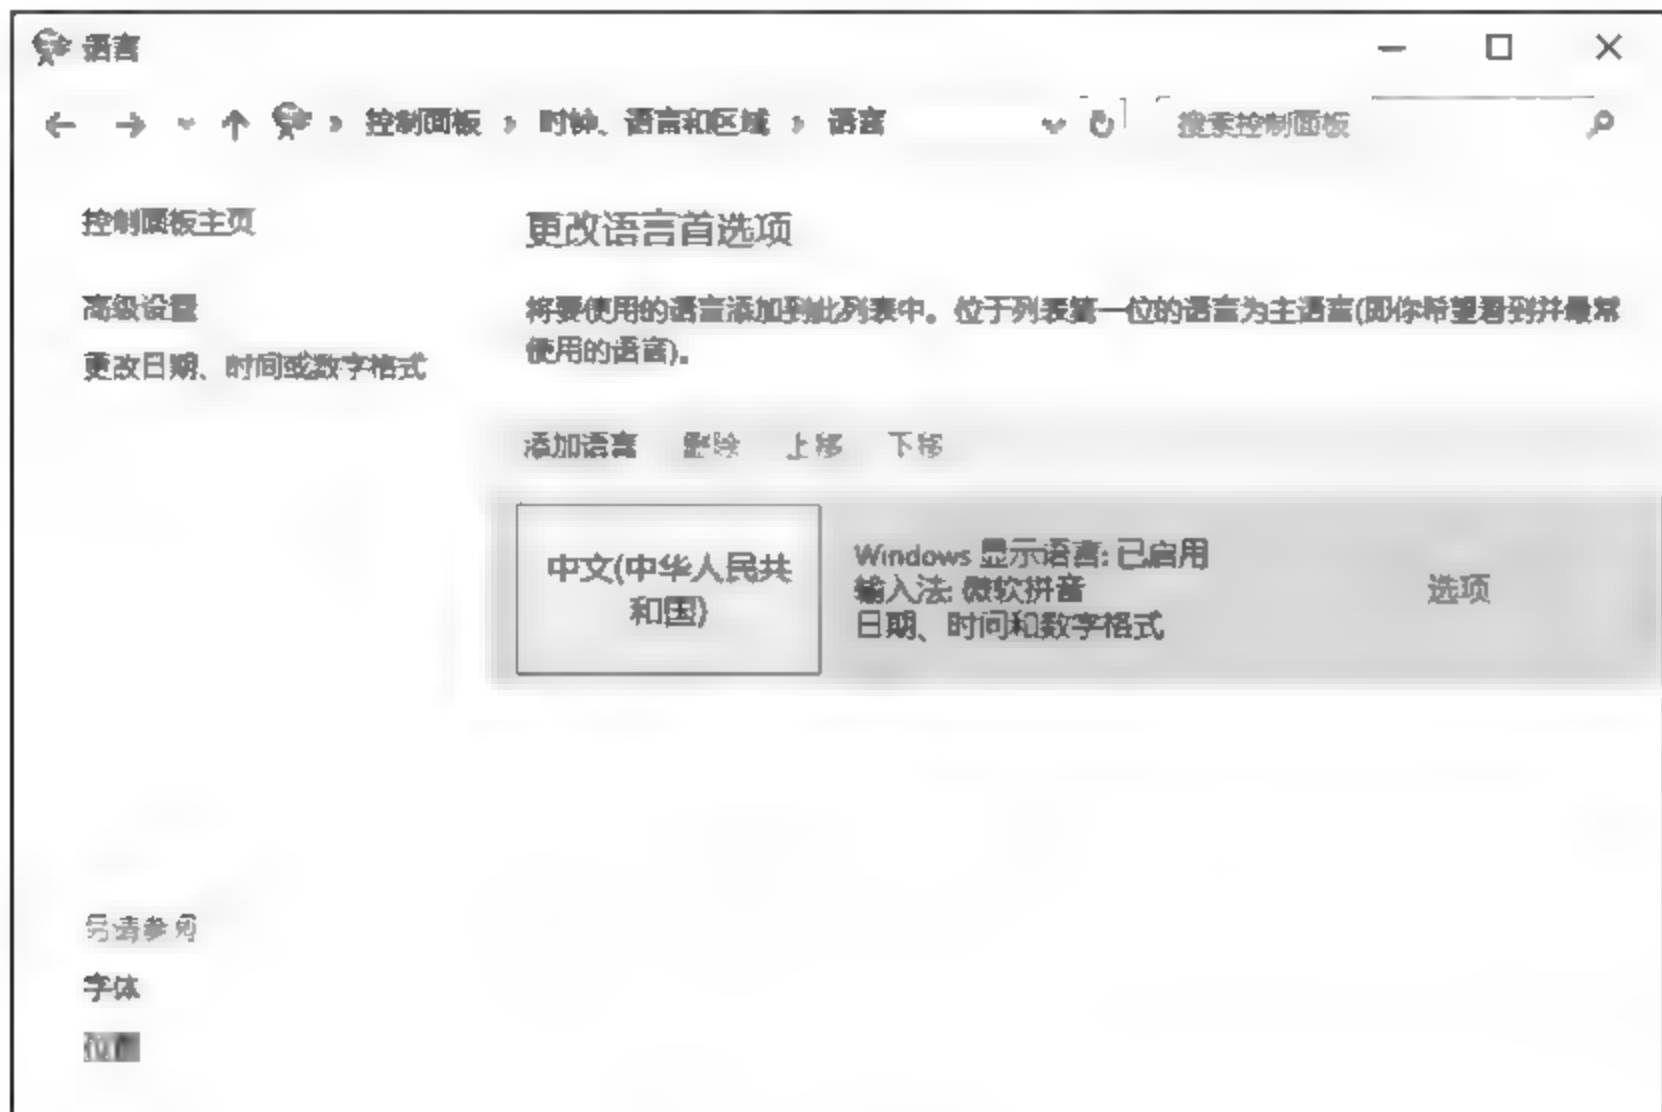 语言
控制面板 › 时钟、语言和区域 › 语言
搜索控制面板
控制面板主页
高级设置
更改日期、时间或数字格式
更改语言首选项
将要使用的语言添加到此列表中。位于列表第一位的语言为主语言(即你希望看到并最常
使用的语言)。
添加语言 删除 上移 下移
中文(中华人民共
和国)
Windows 显示语言: 已启用
输入法: 微软拼音
日期、时间和数字格式
选项
另请参阅
字体